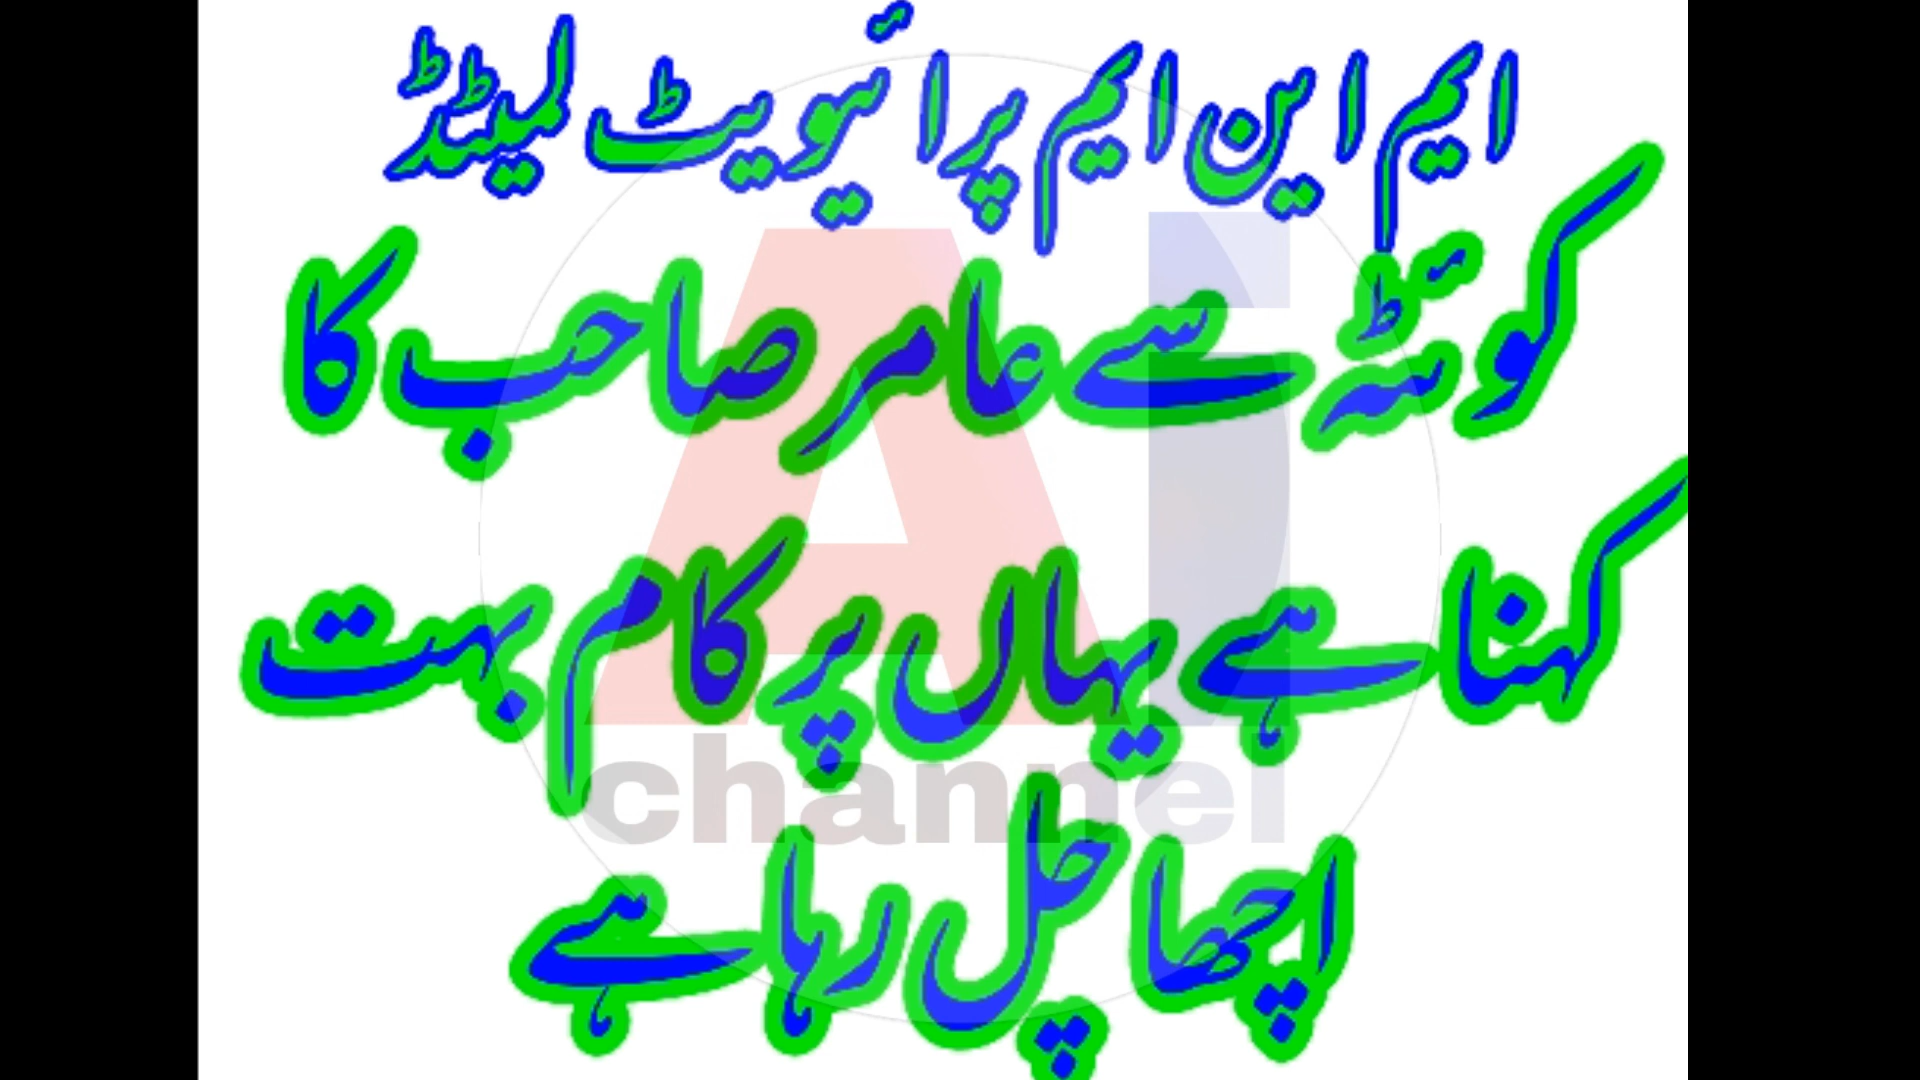 ایم این ایم پرائیویٹ لمیٹڈ
کوئٹہ سے عامر صاحب کا
کہنا ہے یہاں پر کام بہت
اچھا چل رہا ہے
Ai
channel